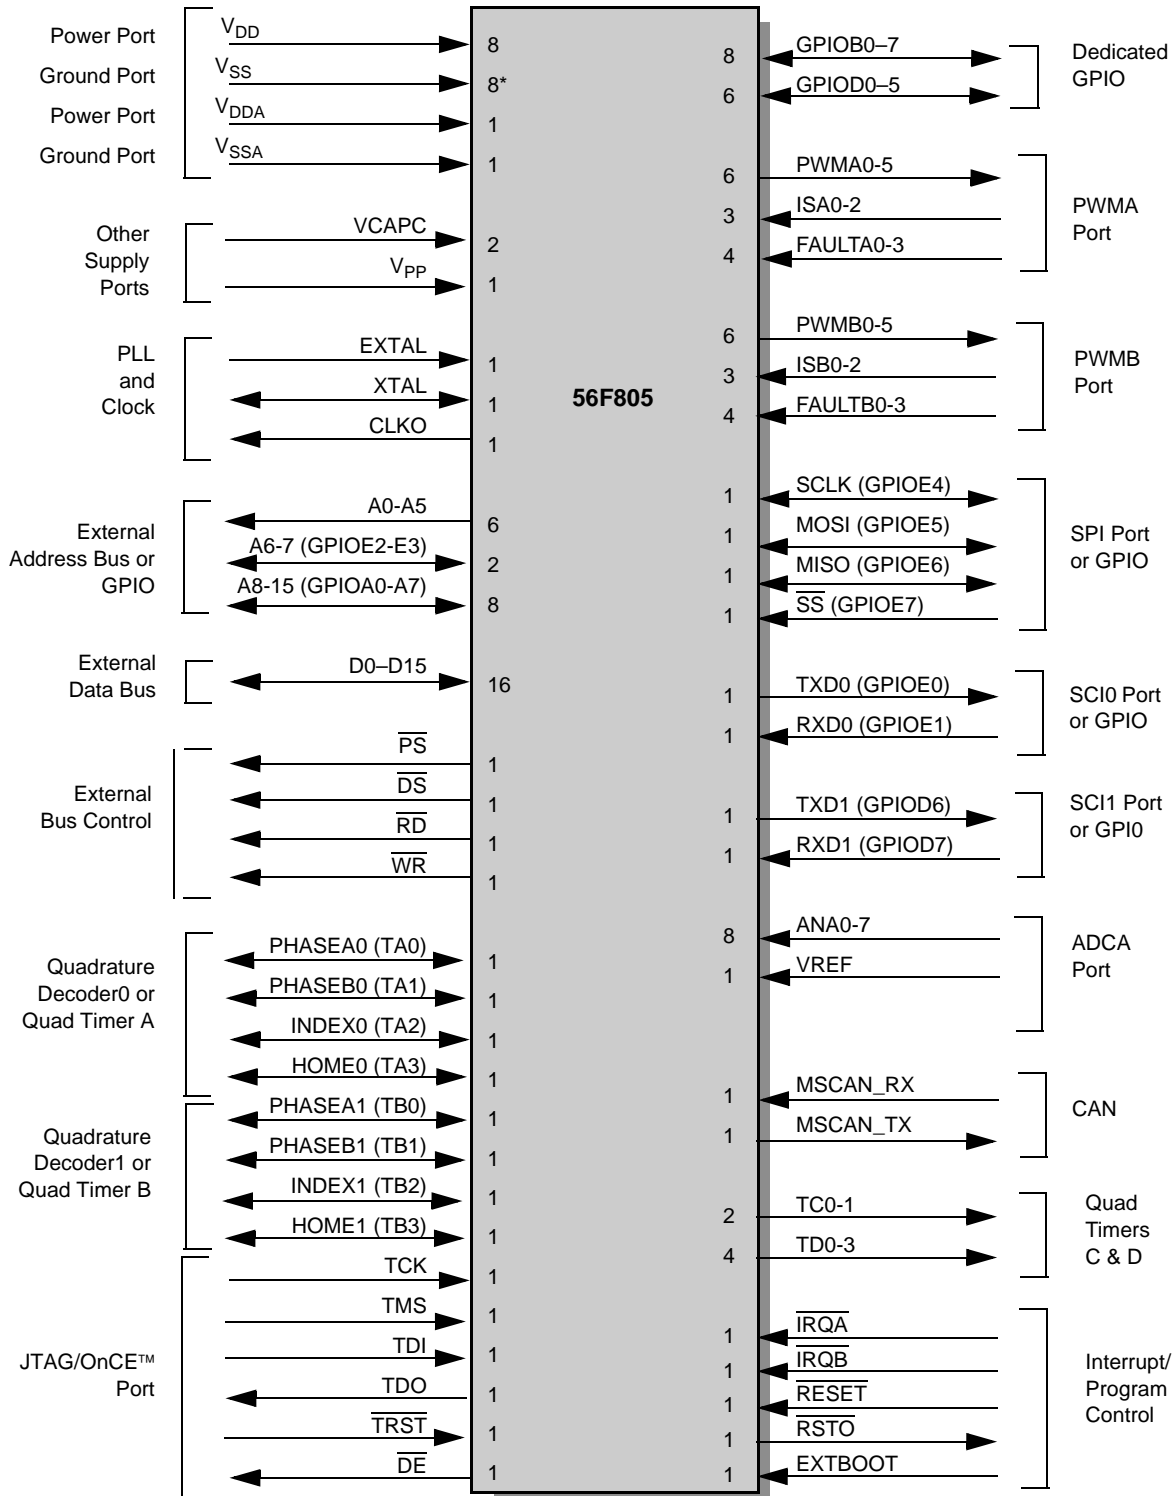 Power Port
V_DD
8
Ground Port
V_SS
8*
Power Port
V_DDA
1
Ground Port
V_SSA
1
Other
Supply
Ports
VCAPC
2
V_PP
1
PLL
and
Clock
EXTAL
1
XTAL
1
CLKO
1
External
Address Bus or
GPIO
A0-A5
6
A6-7 (GPIOE2-E3)
2
A8-15 (GPIOA0-A7)
8
External
Data Bus
D0–D15
16
External
Bus Control
PS
1
DS
1
RD
1
WR
1
Quadrature
Decoder0 or
Quad Timer A
PHASEA0 (TA0)
1
PHASEB0 (TA1)
1
INDEX0 (TA2)
1
HOME0 (TA3)
1
Quadrature
Decoder1 or
Quad Timer B
PHASEA1 (TB0)
1
PHASEB1 (TB1)
1
INDEX1 (TB2)
1
HOME1 (TB3)
1
JTAG/OnCE™
Port
TCK
1
TMS
1
TDI
1
TDO
1
TRST
1
DE
1
56F805
8
GPIOB0–7
6
GPIOD0–5
Dedicated
GPIO
6
PWMA0-5
3
ISA0-2
4
FAULTA0-3
PWMA
Port
6
PWMB0-5
3
ISB0-2
4
FAULTB0-3
PWMB
Port
1
SCLK (GPIOE4)
1
MOSI (GPIOE5)
1
MISO (GPIOE6)
1
SS (GPIOE7)
SPI Port
or GPIO
1
TXD0 (GPIOE0)
1
RXD0 (GPIOE1)
SCI0 Port
or GPIO
1
TXD1 (GPIOD6)
1
RXD1 (GPIOD7)
SCI1 Port
or GPI0
8
ANA0-7
1
VREF
ADCA
Port
1
MSCAN_RX
1
MSCAN_TX
CAN
2
TC0-1
4
TD0-3
Quad
Timers
C & D
1
IRQA
1
IRQB
1
RESET
1
RSTO
1
EXTBOOT
Interrupt/
Program
Control